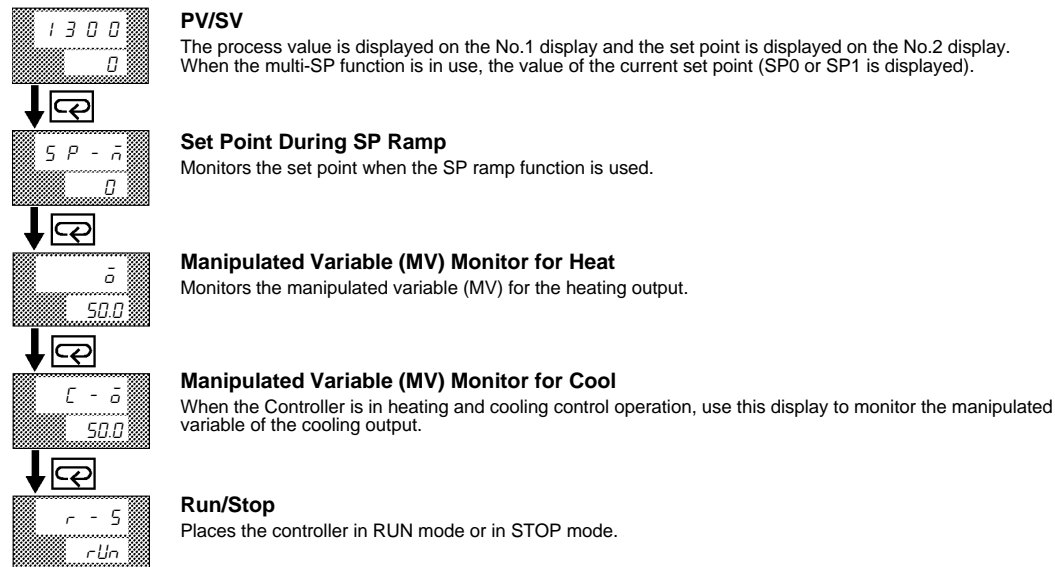 1300
0
PV/SV
The process value is displayed on the No.1 display and the set point is displayed on the No.2 display.
When the multi-SP function is in use, the value of the current set point (SP0 or SP1 is displayed).
SP-n̄
0
Set Point During SP Ramp
Monitors the set point when the SP ramp function is used.
ō
50.0
Manipulated Variable (MV) Monitor for Heat
Monitors the manipulated variable (MV) for the heating output.
C-ō
50.0
Manipulated Variable (MV) Monitor for Cool
When the Controller is in heating and cooling control operation, use this display to monitor the manipulated
variable of the cooling output.
r-S
rUn
Run/Stop
Places the controller in RUN mode or in STOP mode.